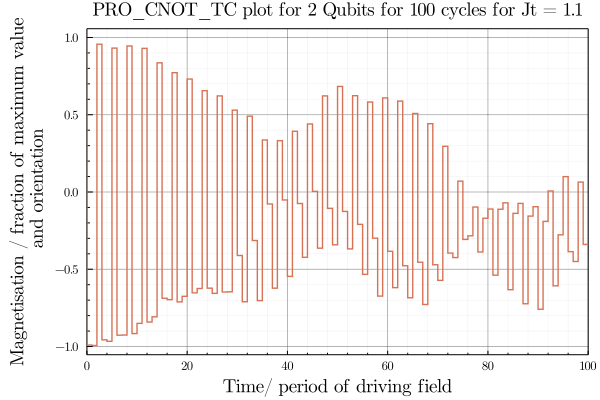 PRO_CNOT_TC plot for 2 Qubits for 100 cycles for Jt = 1.1
Magnetisation / fraction of maximum value
and orientation
1.0
0.5
0.0
−0.5
−1.0
0 20 40 60 80 100
Time/ period of driving field